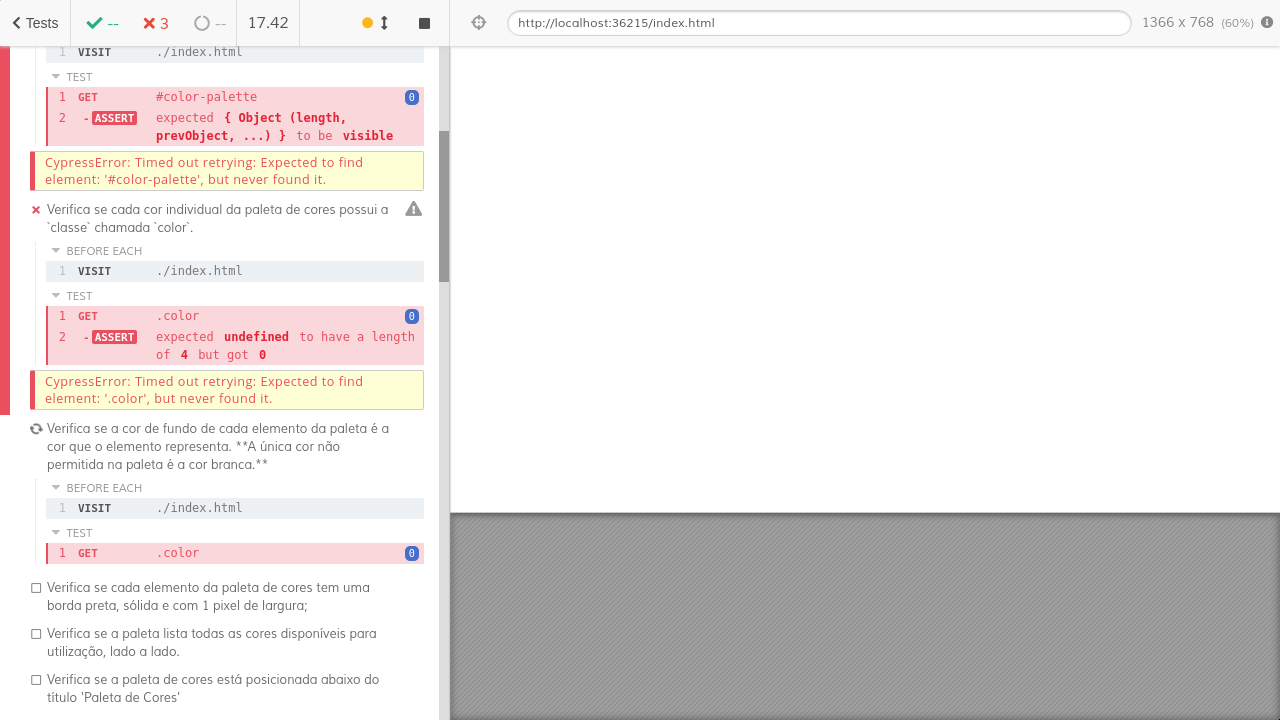 Tests -- 3 -- 17.42 http://localhost:36215/index.html 1366 x 768 (60%)
1 VISIT ./index.html
TEST
1 GET #color-palette 0
2 -ASSERT expected { Object (length,
prevObject, ...) } to be visible
CypressError: Timed out retrying: Expected to find
element: '#color-palette', but never found it.
Verifica se cada cor individual da paleta de cores possui a
`classe` chamada `color`.
BEFORE EACH
1 VISIT ./index.html
TEST
1 GET .color 0
2 -ASSERT expected undefined to have a length
of 4 but got 0
CypressError: Timed out retrying: Expected to find
element: '.color', but never found it.
Verifica se a cor de fundo de cada elemento da paleta é a
cor que o elemento representa. **A única cor não
permitida na paleta é a cor branca.**
BEFORE EACH
1 VISIT ./index.html
TEST
1 GET .color 0
Verifica se cada elemento da paleta de cores tem uma
borda preta, sólida e com 1 pixel de largura;
Verifica se a paleta lista todas as cores disponíveis para
utilização, lado a lado.
Verifica se a paleta de cores está posicionada abaixo do
título 'Paleta de Cores'